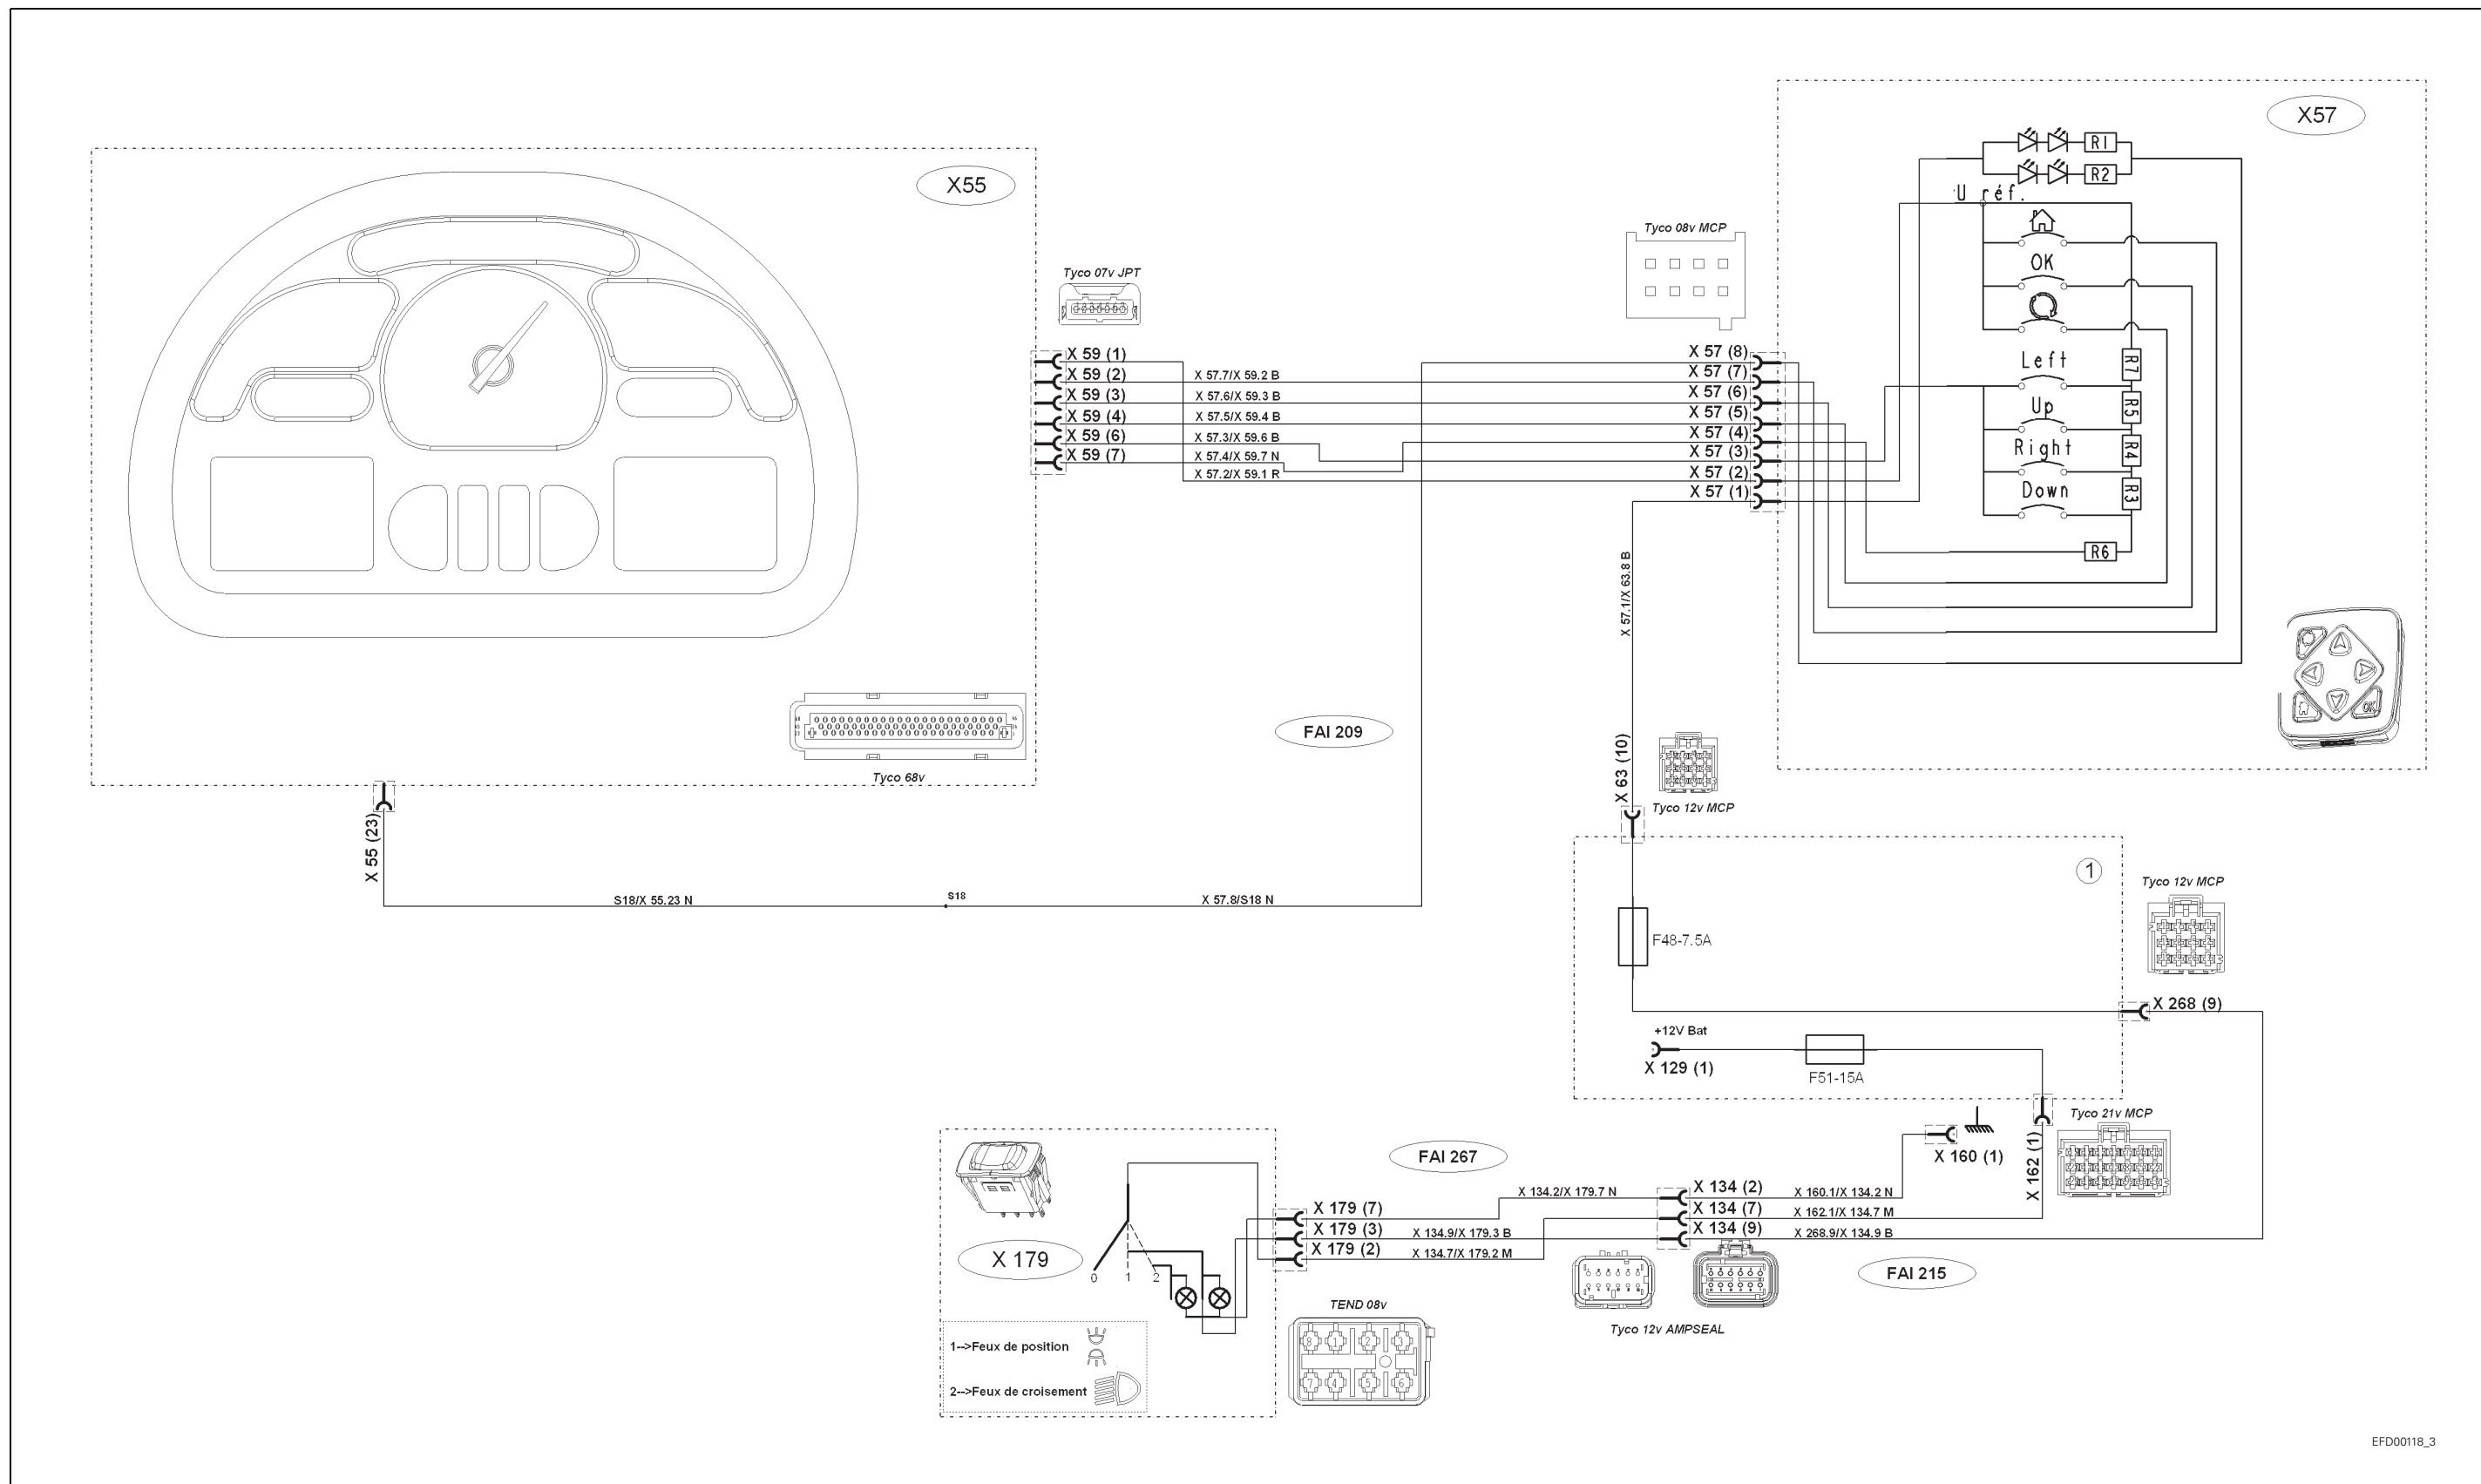 X55
X57
R1
R2
U réf.
OK
Left
Up
Right
Down
R7
R5
R4
R3
R6
OK
Tyco 07v JPT
Tyco 08v MCP
X 59 (1)
X 59 (2)
X 59 (3)
X 59 (4)
X 59 (6)
X 59 (7)
X 57.7/X 59.2 B
X 57.6/X 59.3 B
X 57.5/X 59.4 B
X 57.3/X 59.6 B
X 57.4/X 59.7 N
X 57.2/X 59.1 R
X 57 (8)
X 57 (7)
X 57 (6)
X 57 (5)
X 57 (4)
X 57 (3)
X 57 (2)
X 57 (1)
X 57.1/X 63.8 B
FAI 209
Tyco 68v
X 55 (23)
S18/X 55.23 N
S18
X 57.8/S18 N
X 63 (10)
Tyco 12v MCP
1
Tyco 12v MCP
F48-7.5A
X 268 (9)
+12V Bat
X 129 (1)
F51-15A
Tyco 21v MCP
X 162 (1)
X 160 (1)
FAI 267
X 179
0 1 2
X 179 (7)
X 179 (3)
X 179 (2)
X 134.2/X 179.7 N
X 134.9/X 179.3 B
X 134.7/X 179.2 M
X 134 (2)
X 134 (7)
X 134 (9)
X 160.1/X 134.2 N
X 162.1/X 134.7 M
X 268.9/X 134.9 B
FAI 215
Tyco 12v AMPSEAL
TEND 08v
8 1 2 3
7 4 5 6
1-->Feux de position
2-->Feux de croisement
EFD00118_3